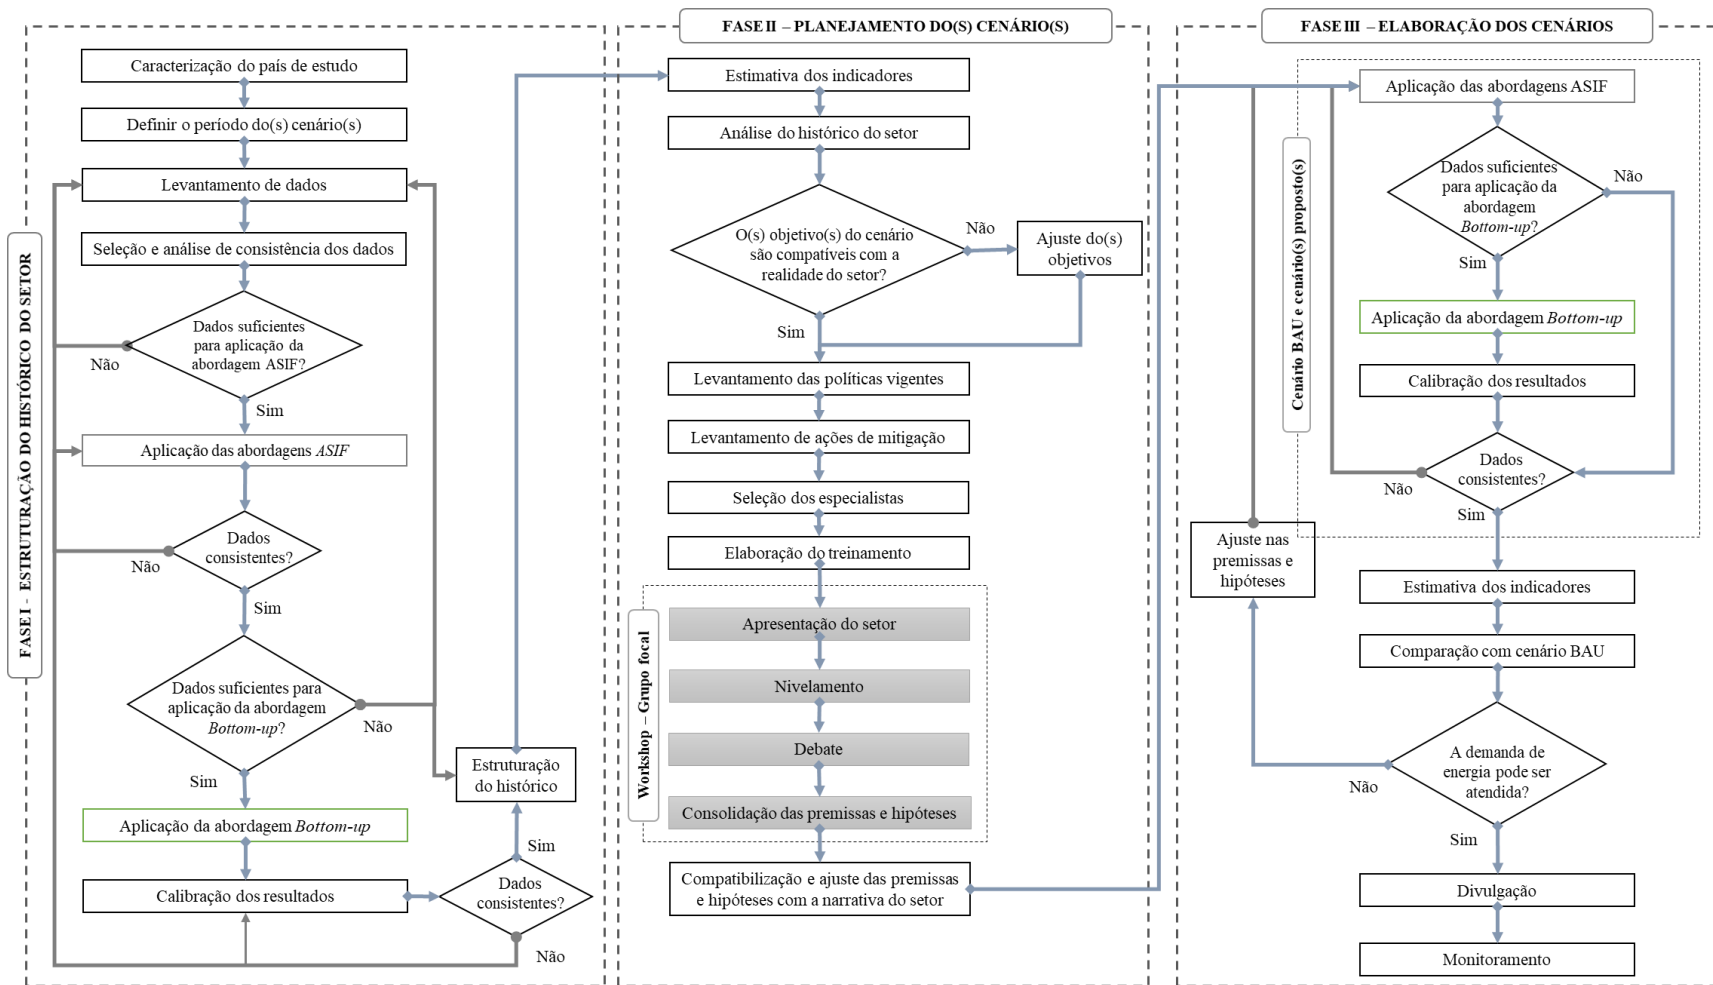 FASE I - ESTRUTURAÇÃO DO HISTÓRICO DO SETOR
Caracterização do país de estudo
Definir o período do(s) cenário(s)
Levantamento de dados
Seleção e análise de consistência dos dados
Dados suficientes
para aplicação da
abordagem ASIF?
Não
Sim
Aplicação das abordagens ASIF
Dados
consistentes?
Não
Sim
Dados suficientes para
aplicação da abordagem
Bottom-up?
Não
Sim
Aplicação da abordagem Bottom-up
Calibração dos resultados
Dados
consistentes?
Sim
Não
Estruturação
do histórico
FASE II – PLANEJAMENTO DO(S) CENÁRIO(S)
Estimativa dos indicadores
Análise do histórico do setor
O(s) objetivo(s) do cenário
são compatíveis com a
realidade do setor?
Não
Ajuste do(s)
objetivos
Sim
Levantamento das políticas vigentes
Levantamento de ações de mitigação
Seleção dos especialistas
Elaboração do treinamento
Workshop – Grupo focal
Apresentação do setor
Nivelamento
Debate
Consolidação das premissas e hipóteses
Compatibilização e ajuste das premissas
e hipóteses com a narrativa do setor
FASE III – ELABORAÇÃO DOS CENÁRIOS
Cenário BAU e cenário(s) proposto(s)
Aplicação das abordagens ASIF
Dados suficientes
para aplicação da
abordagem
Bottom-up?
Não
Sim
Aplicação da abordagem Bottom-up
Calibração dos resultados
Dados
consistentes?
Não
Sim
Ajuste nas
premissas e
hipóteses
Estimativa dos indicadores
Comparação com cenário BAU
A demanda de
energia pode ser
atendida?
Não
Sim
Divulgação
Monitoramento